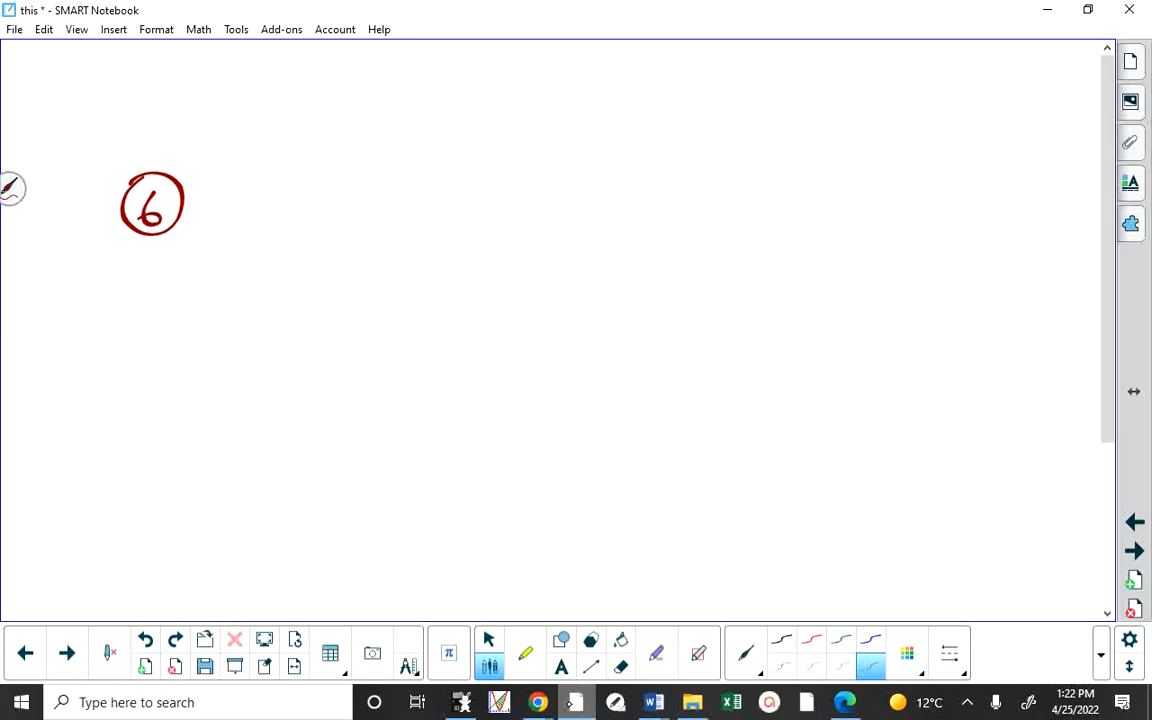 this * - SMART Notebook
File Edit View Insert Format Math Tools Add-ons Account Help
6
π
A
Type here to search
12°C
1:22 PM
4/25/2022